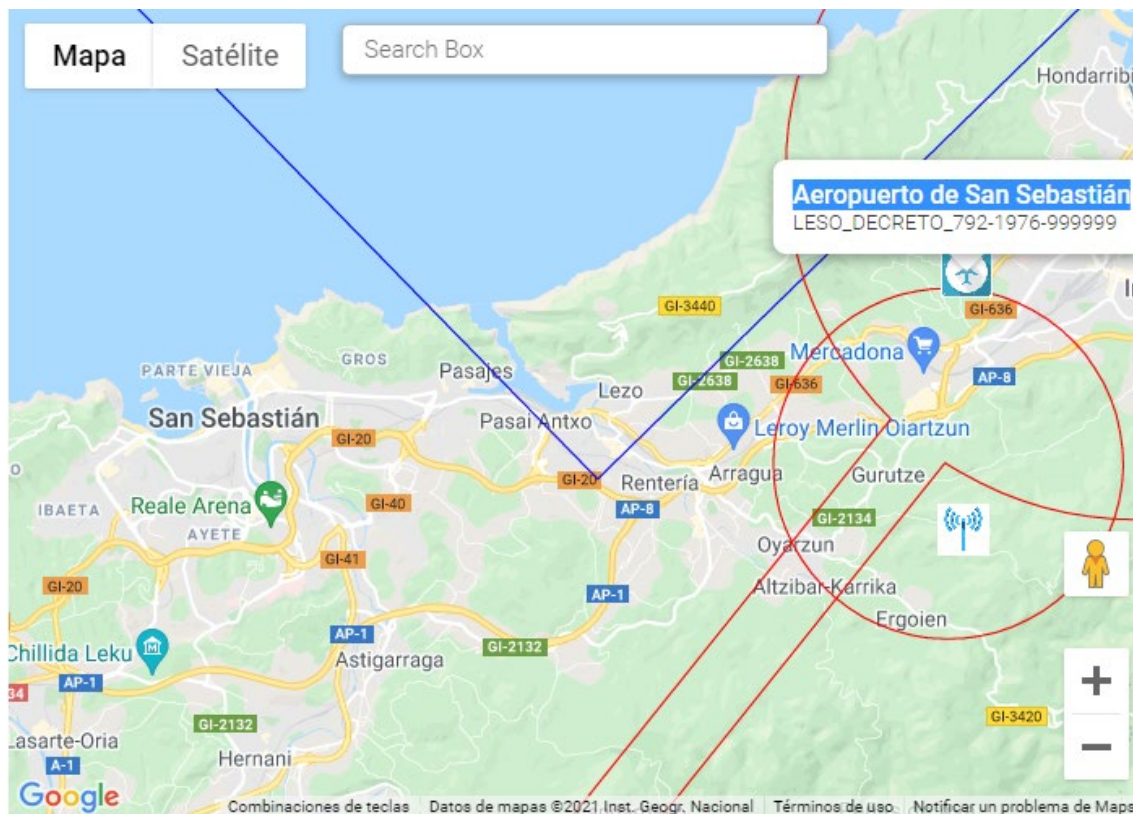 Mapa
Satélite
Search Box
Hondarribi
Aeropuerto de San Sebastián
LESO_DECRETO_792-1976-999999
GI-3440
GI-636
GROS
PARTE VIEJA
Pasajes
GI-2638
Mercadona
GI-2638
GI-636
AP-8
Lezo
San Sebastián
Pasai Antxo
Leroy Merlin Oiartzun
GI-20
Arragua
Gurutze
GI-20
Rentería
Reale Arena
GI-40
IBAETA
AP-8
GI-2134
AYETE
Oyarzun
GI-41
GI-20
Altzibar-Karrika
AP-1
Ergoien
AP-1
GI-2132
Chillida Leku
Astigarraga
AP-1
34
GI-2132
GI-3420
Lasarte-Oria
A-1
Hernani
Google
Combinaciones de teclas
Datos de mapas ©2021 Inst. Geogr. Nacional
Términos de uso
Notificar un problema de Maps